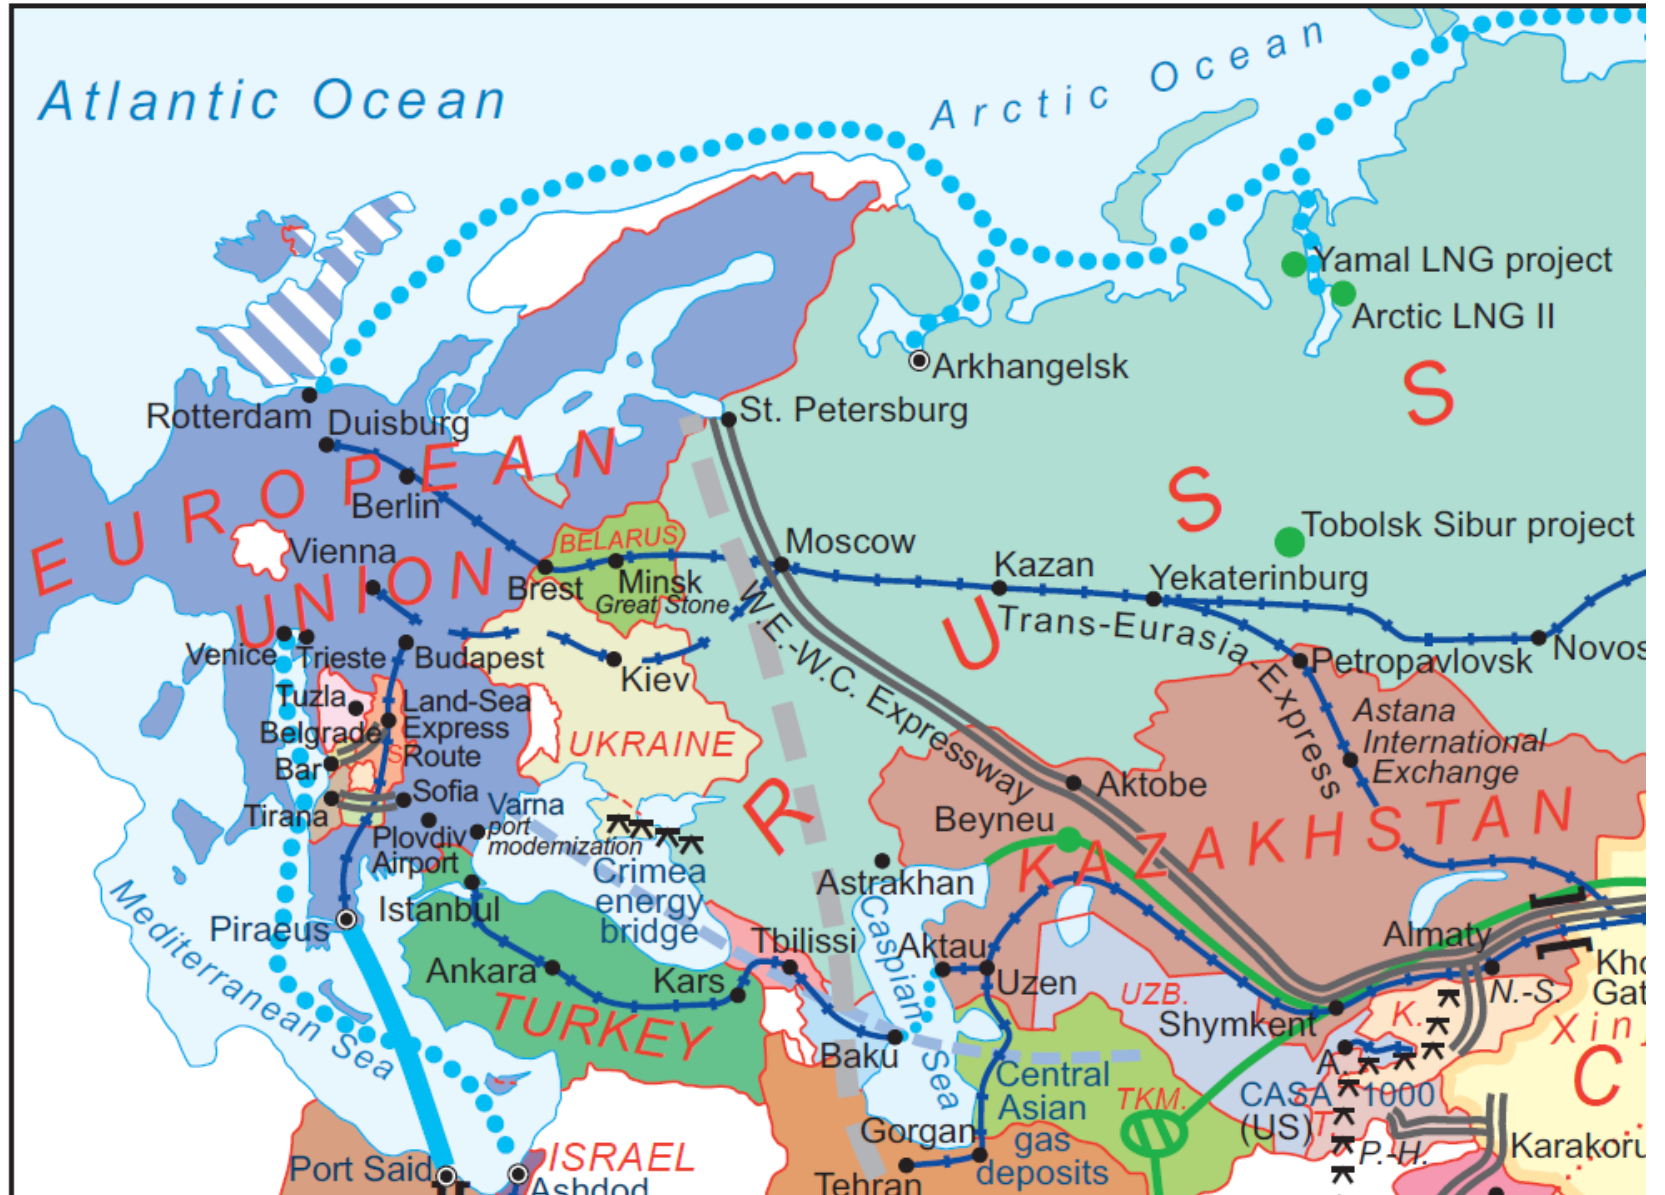 Atlantic Ocean
Arctic Ocean
Yamal LNG project
Arctic LNG II
Arkhangelsk
St. Petersburg
Rotterdam
Duisburg
EUROPEAN
UNION
Berlin
Vienna
BELARUS
Brest
Minsk
Great Stone
Moscow
Kazan
Yekaterinburg
Tobolsk Sibur project
RUSS
Trans-Eurasia-Express
W.E.-W.C. Expressway
Petropavlovsk
Novos
Venice
Trieste
Budapest
Kiev
UKRAINE
Tuzla
Belgrade
Land-Sea
Express
Route
Bar
Tirana
Sofia
Plovdiv
Airport
Varna
port
modernization
Crimea
energy
bridge
Astana
International
Exchange
Aktobe
Beyneu
KAZAKHSTAN
Astrakhan
Istanbul
Piraeus
Mediterranean Sea
Ankara
Kars
TURKEY
Tbilissi
Caspian Sea
Aktau
Uzen
Baku
UZB.
Shymkent
Almaty
N.-S.
K.
Kho
Gat
Xin
C
A.
CASA 1000
(US)
T.
P.-H.
Karakoru
Central
Asian
gas
deposits
TKM.
Gorgan
Tehran
Port Said
ISRAEL
Ashdod